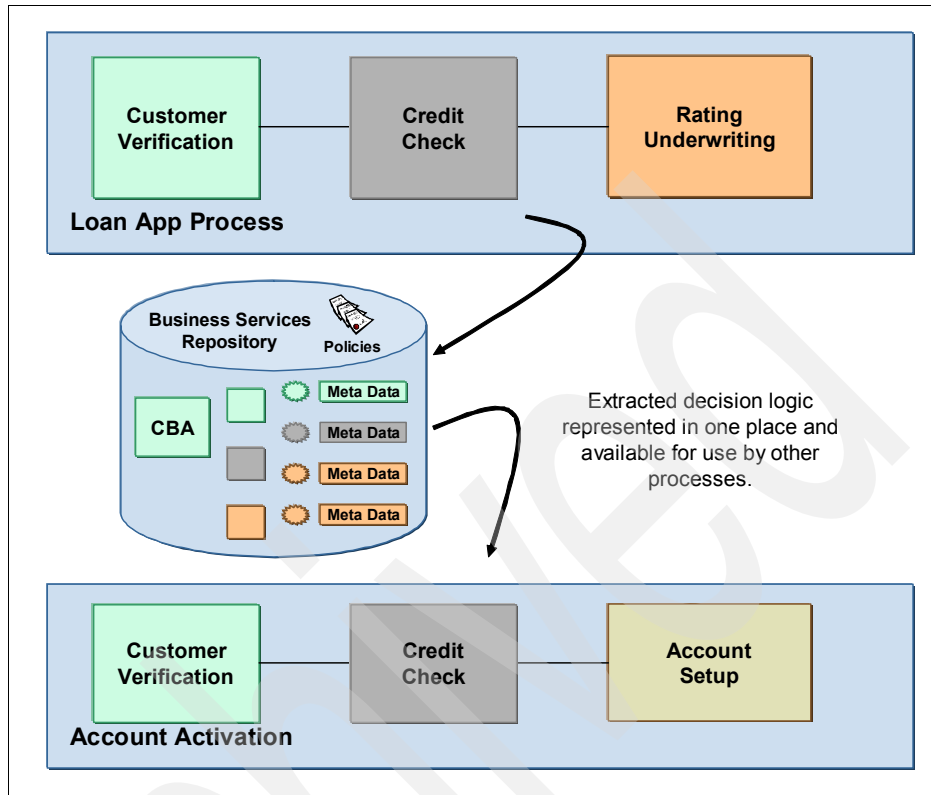 Customer
Verification
Credit
Check
Rating
Underwriting
Loan App Process
Business Services
Repository
Policies
CBA
Meta Data
Meta Data
Meta Data
Meta Data
Extracted decision logic
represented in one place and
available for use by other
processes.
Customer
Verification
Credit
Check
Account
Setup
Account Activation